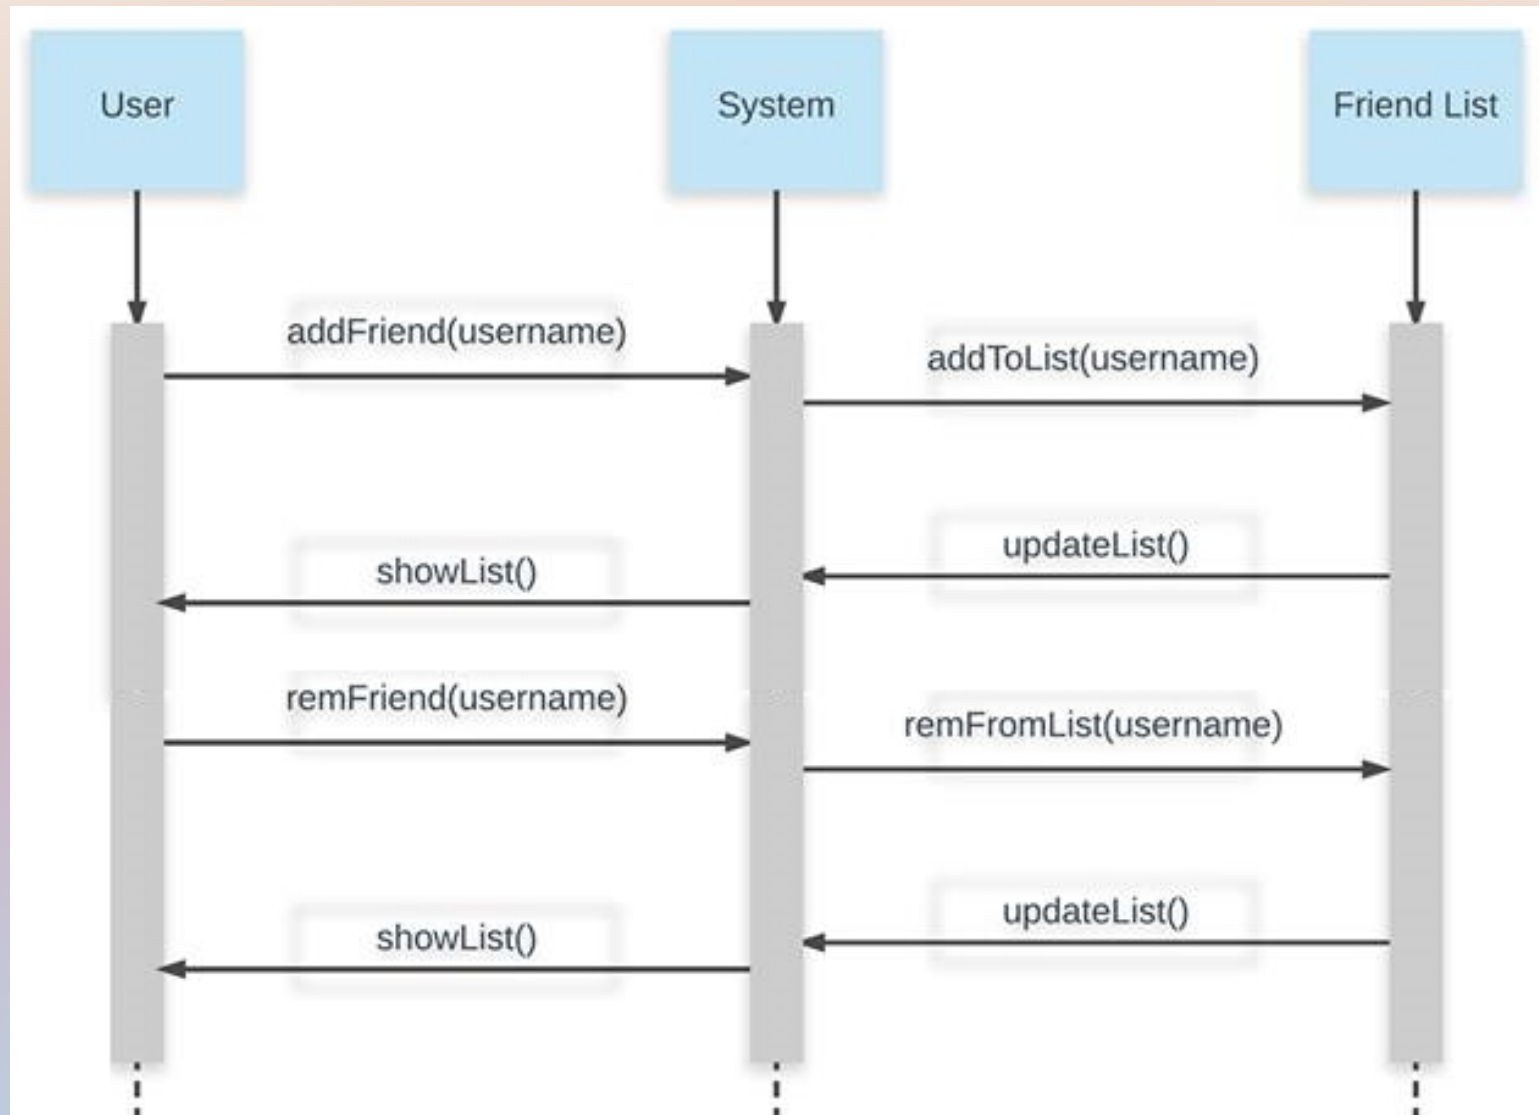 User
System
Friend List
addFriend(username)
addToList(username)
updateList()
showList()
remFriend(username)
remFromList(username)
updateList()
showList()